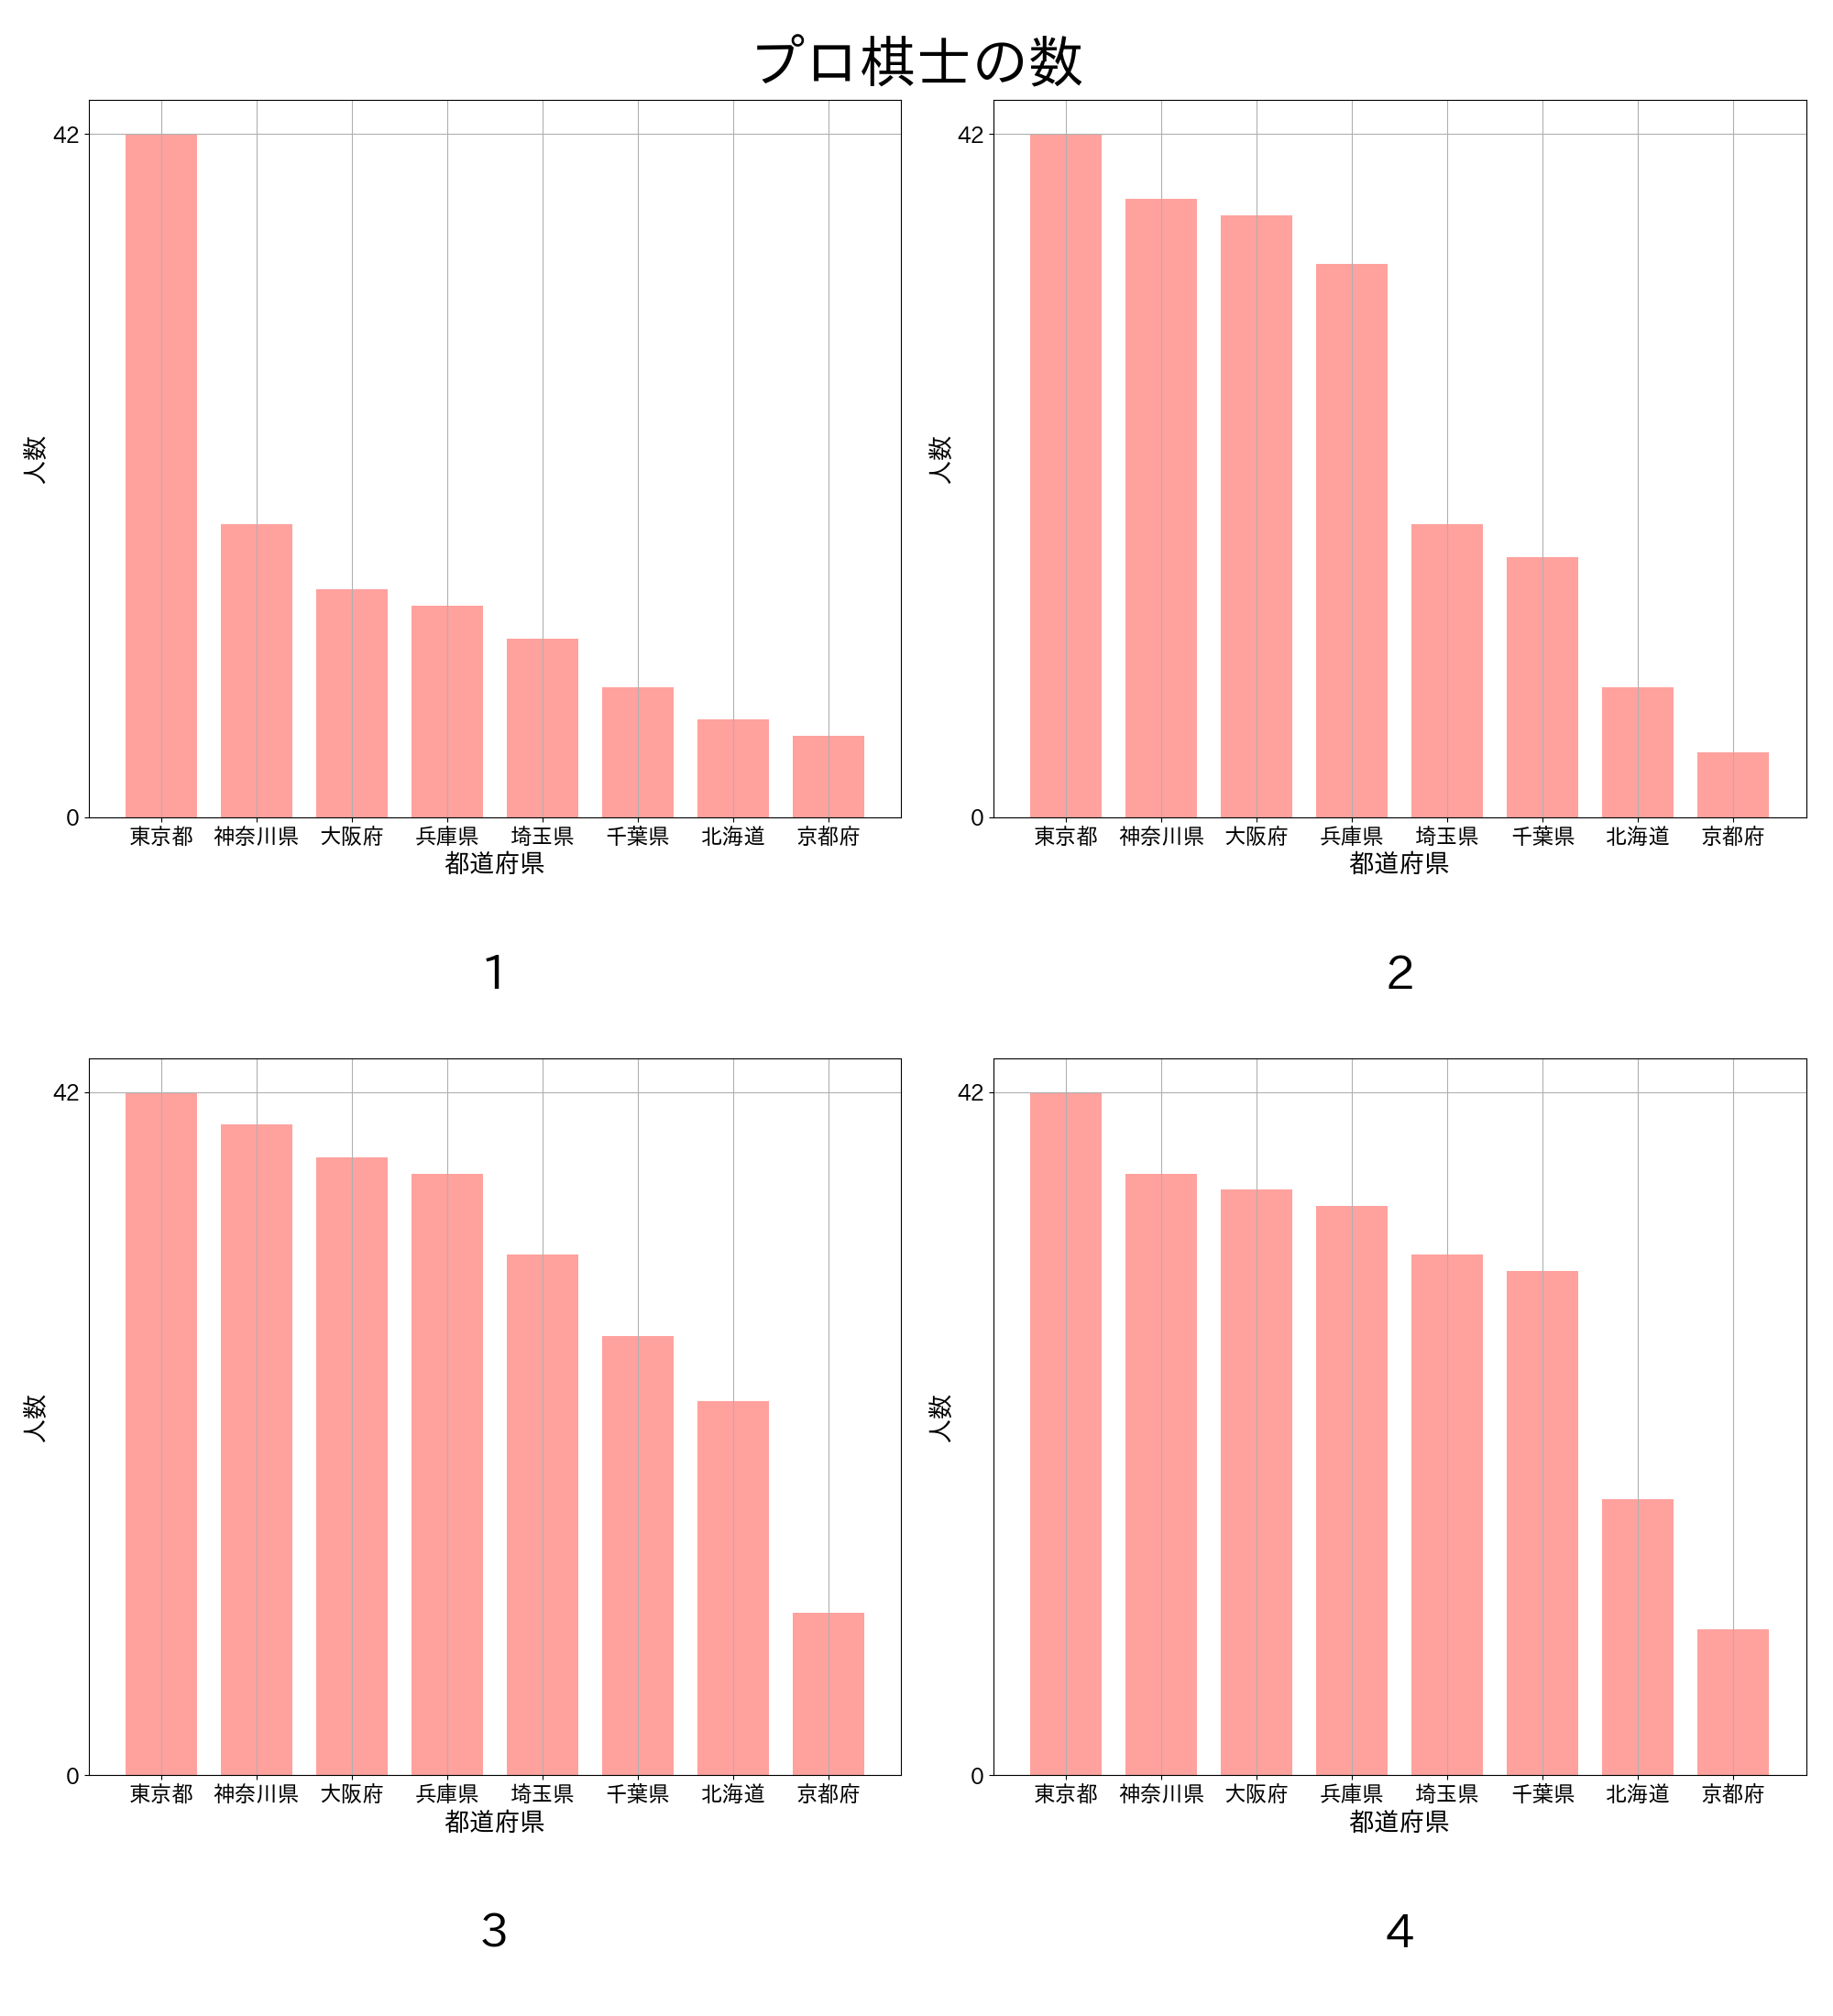 プロ棋士の数
42
0
人数
東京都 神奈川県 大阪府 兵庫県 埼玉県 千葉県 北海道 京都府
都道府県
1
42
0
人数
東京都 神奈川県 大阪府 兵庫県 埼玉県 千葉県 北海道 京都府
都道府県
2
42
0
人数
東京都 神奈川県 大阪府 兵庫県 埼玉県 千葉県 北海道 京都府
都道府県
3
42
0
人数
東京都 神奈川県 大阪府 兵庫県 埼玉県 千葉県 北海道 京都府
都道府県
4